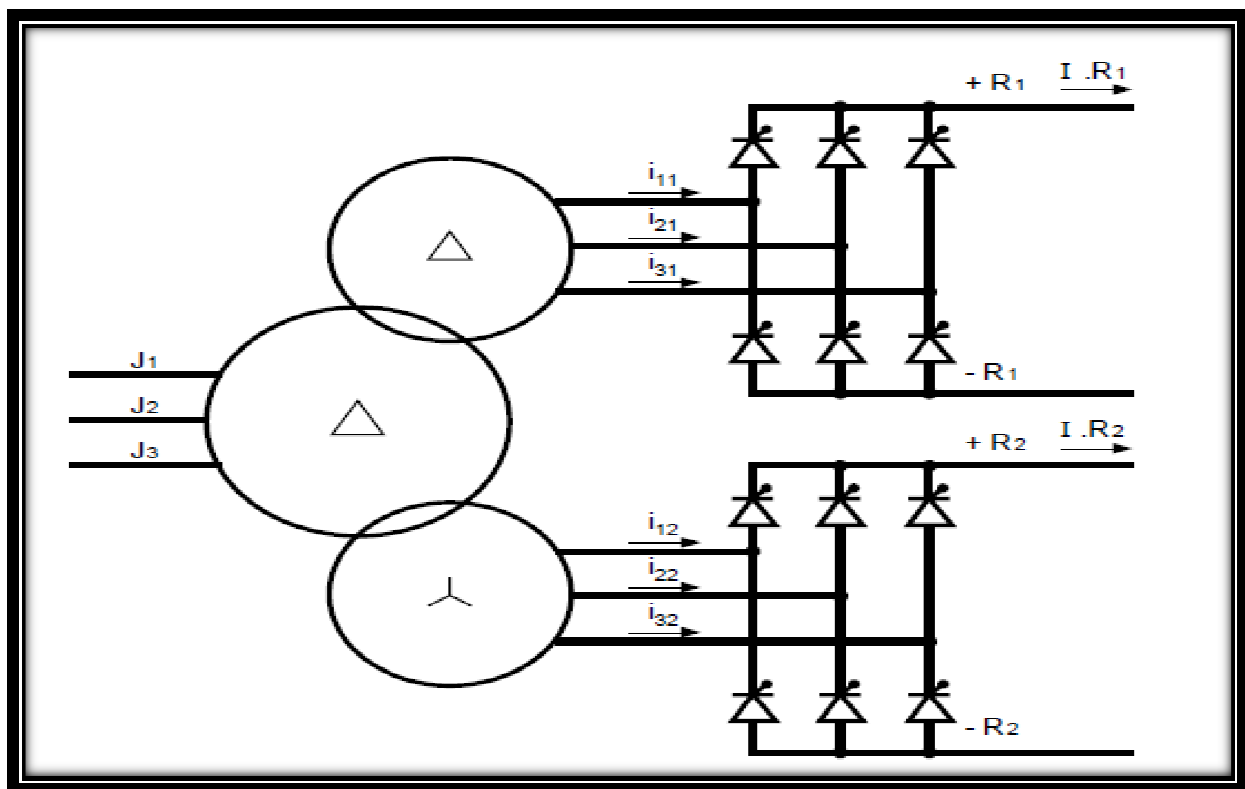 + R₁
I .R₁
i₁₁
i₂₁
i₃₁
- R₁
J₁
J₂
J₃
+ R₂
I .R₂
i₁₂
i₂₂
i₃₂
- R₂